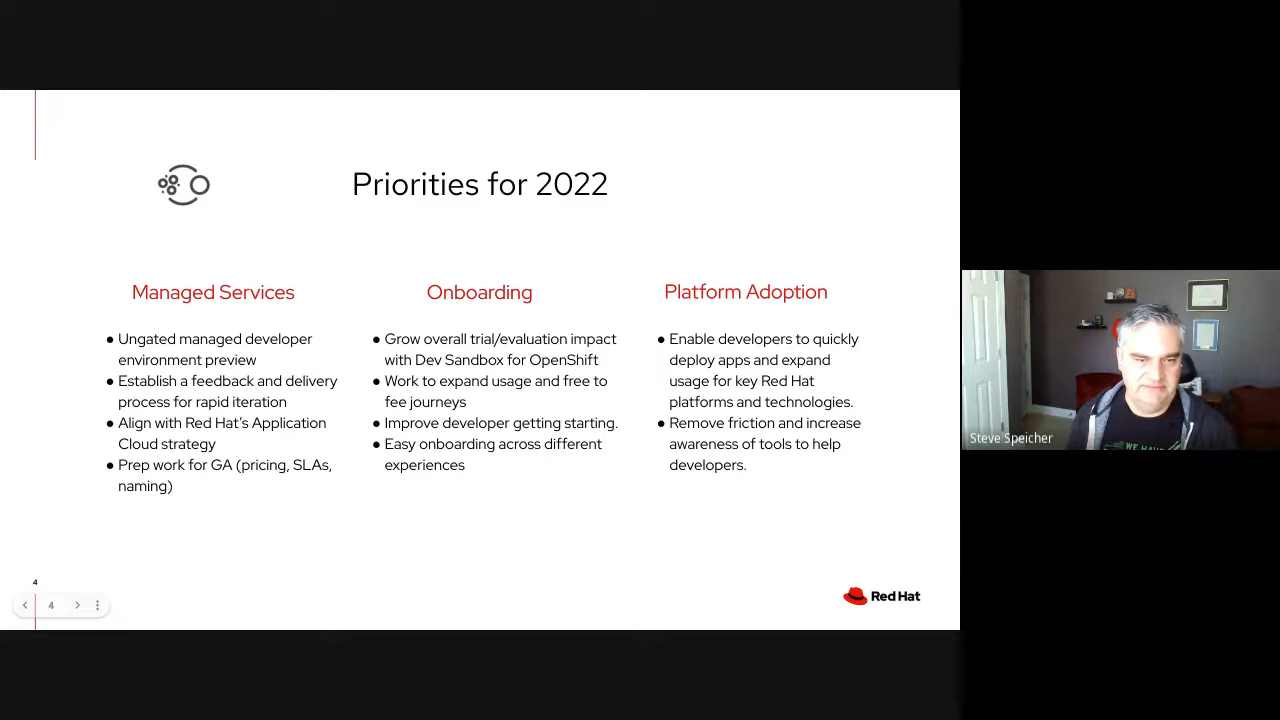 Priorities for 2022
Managed Services
● Ungated managed developer
environment preview
● Establish a feedback and delivery
process for rapid iteration
● Align with Red Hat's Application
Cloud strategy
● Prep work for GA (pricing, SLAs,
naming)
Onboarding
● Grow overall trial/evaluation impact
with Dev Sandbox for OpenShift
● Work to expand usage and free to
fee journeys
● Improve developer getting starting.
● Easy onboarding across different
experiences
Platform Adoption
● Enable developers to quickly
deploy apps and expand
usage for key Red Hat
platforms and technologies.
● Remove friction and increase
awareness of tools to help
developers.
4
4
Red Hat
Steve Speicher
WE HAVE